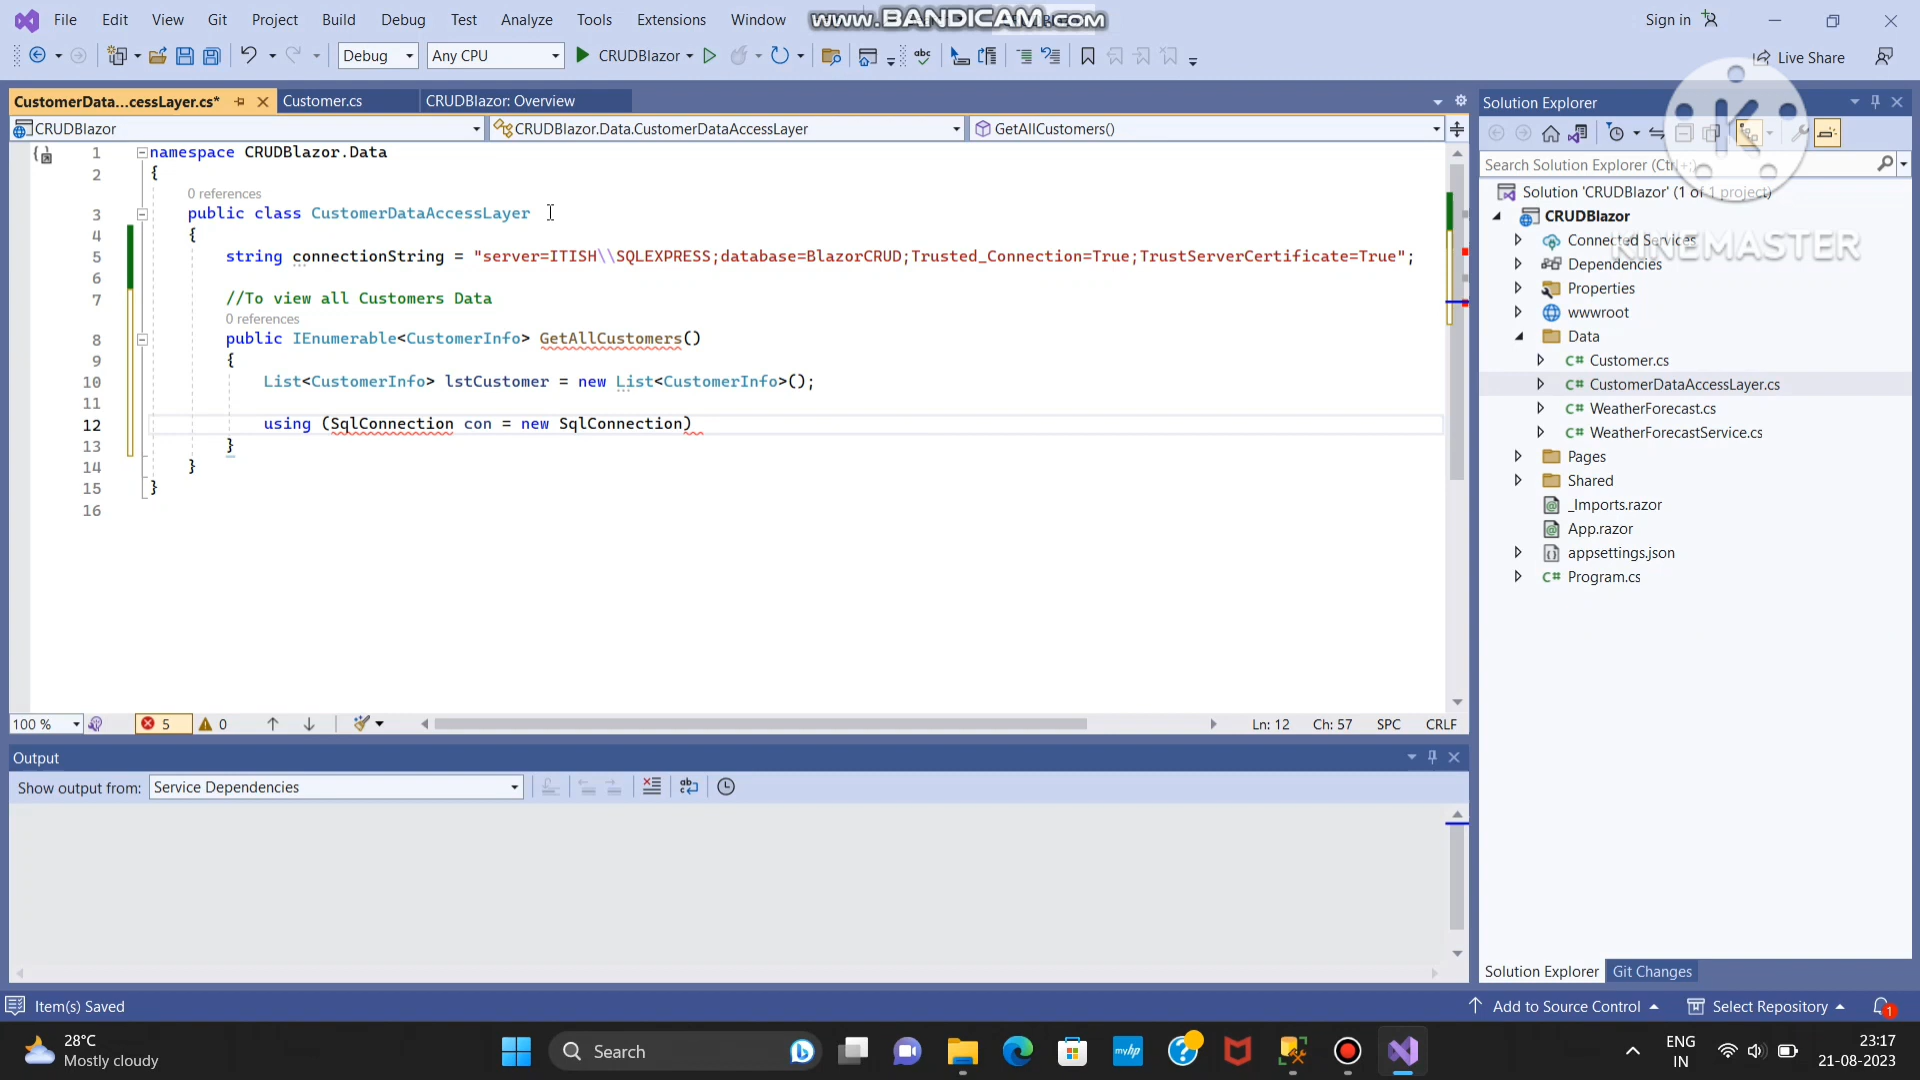 File Edit View Git Project Build Debug Test Analyze Tools Extensions Window
www.BANDICAM.com
Sign in
Debug Any CPU CRUDBlazor
Live Share
CustomerData...cessLayer.cs* Customer.cs CRUDBlazor: Overview
CRUDBlazor CRUDBlazor.Data.CustomerDataAccessLayer GetAllCustomers()
1 namespace CRUDBlazor.Data
2 {
0 references
3 public class CustomerDataAccessLayer
4 {
5 string connectionString = "server=ITISH\\SQLEXPRESS;database=BlazorCRUD;Trusted_Connection=True;TrustServerCertificate=True";
6
7 //To view all Customers Data
0 references
8 public IEnumerable<CustomerInfo> GetAllCustomers()
9 {
10 List<CustomerInfo> lstCustomer = new List<CustomerInfo>();
11
12 using (SqlConnection con = new SqlConnection)
13 }
14 }
15 }
16
100 % 5 0 Ln: 12 Ch: 57 SPC CRLF
Output
Show output from: Service Dependencies
Solution Explorer
Search Solution Explorer (Ctrl+;)
Solution 'CRUDBlazor' (1 of 1 project)
CRUDBlazor
Connected Services
Dependencies
Properties
wwwroot
Data
Customer.cs
CustomerDataAccessLayer.cs
WeatherForecast.cs
WeatherForecastService.cs
Pages
Shared
_Imports.razor
App.razor
appsettings.json
Program.cs
K
KINEMASTER
Solution Explorer Git Changes
Item(s) Saved
Add to Source Control Select Repository 1
28°C
Mostly cloudy
Search
myhp
ENG
IN
23:17
21-08-2023